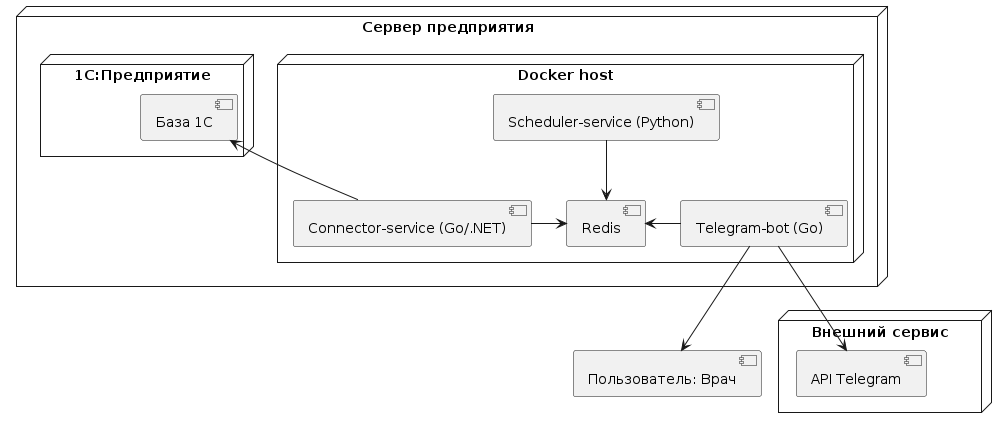 Сервер предприятия
1С:Предприятие
База 1С
Docker host
Scheduler-service (Python)
Connector-service (Go/.NET)
Redis
Telegram-bot (Go)
Пользователь: Врач
Внешний сервис
API Telegram